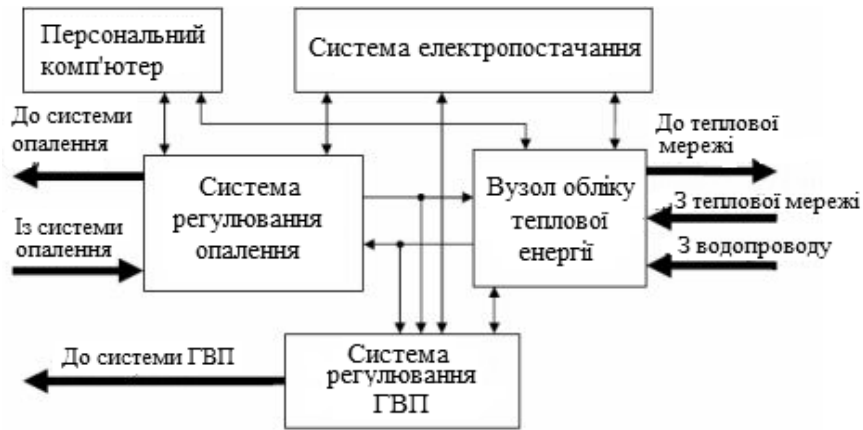 Персональний
комп'ютер
Система електропостачання
До системи
опалення
До теплової
мережі
Система
регулювання
опалення
Вузол обліку
теплової
енергії
З теплової мережі
Із системи
опалення
З водопроводу
До системи ГВП
Система
регулювання
ГВП